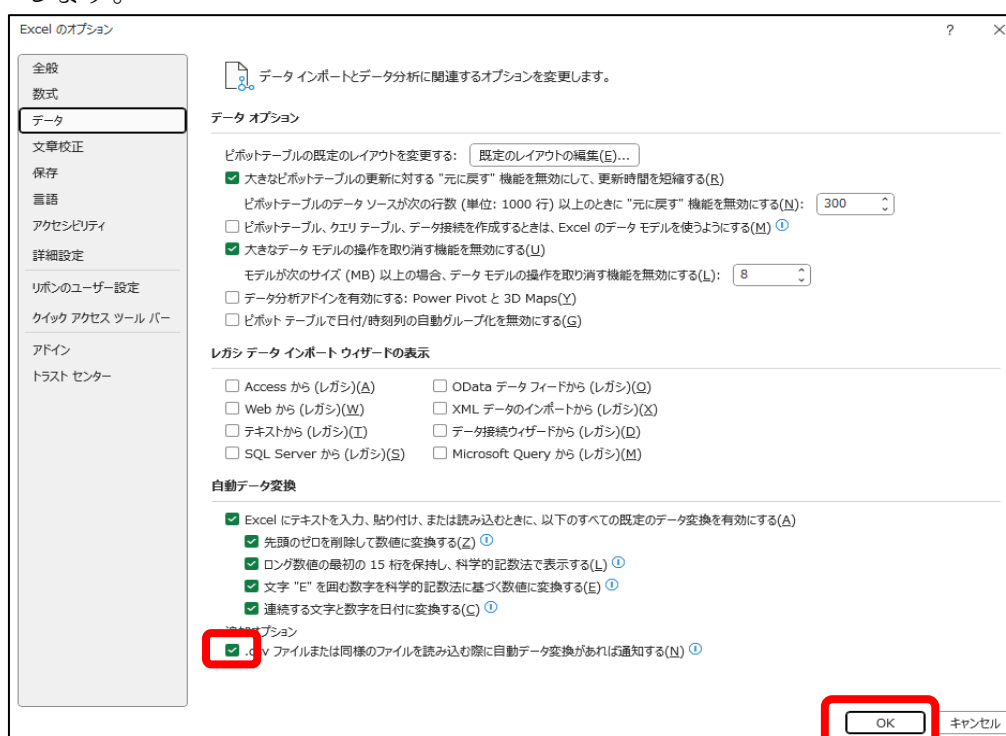 します。
Excel のオプション
?
×
全般
数式
データ
文章校正
保存
言語
アクセシビリティ
詳細設定
リボンのユーザー設定
クイック アクセス ツール バー
アドイン
トラスト センター
データ インポートとデータ分析に関連するオプションを変更します。
データ オプション
ピボットテーブルの既定のレイアウトを変更する: 既定のレイアウトの編集(E)...
大きなピボットテーブルの更新に対する "元に戻す" 機能を無効にして、更新時間を短縮する(R)
ピボットテーブルのデータ ソースが次の行数 (単位: 1000 行) 以上のときに "元に戻す" 機能を無効にする(N): 300
ピボットテーブル、クエリ テーブル、データ接続を作成するときは、Excel のデータ モデルを使うようにする(M)
大きなデータ モデルの操作を取り消す機能を無効にする(U)
モデルが次のサイズ (MB) 以上の場合、データ モデルの操作を取り消す機能を無効にする(L): 8
データ分析アドインを有効にする: Power Pivot と 3D Maps(Y)
ピボット テーブルで日付/時刻列の自動グループ化を無効にする(G)
レガシ データ インポート ウィザードの表示
Access から (レガシ)(A) OData データ フィードから (レガシ)(O)
Web から (レガシ)(W) XML データのインポートから (レガシ)(X)
テキストから (レガシ)(T) データ接続ウィザードから (レガシ)(D)
SQL Server から (レガシ)(S) Microsoft Query から (レガシ)(M)
自動データ変換
Excel にテキストを入力、貼り付け、または読み込むときに、以下のすべての既定のデータ変換を有効にする(A)
先頭のゼロを削除して数値に変換する(Z)
ロング数値の最初の 15 桁を保持し、科学的記数法で表示する(L)
文字 "E" を囲む数字を科学的記数法に基づく数値に変換する(E)
連続する文字と数字を日付に変換する(C)
追加オプション
.csv ファイルまたは同様のファイルを読み込む際に自動データ変換があれば通知する(N)
OK キャンセル